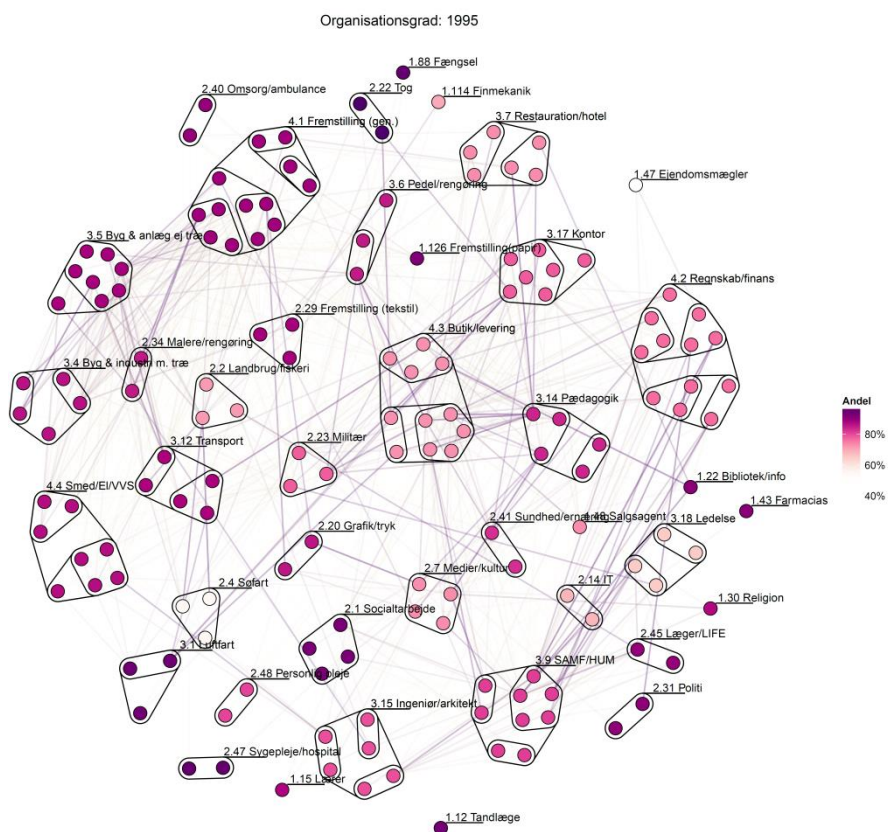 Organisationsgrad: 1995
1.88 Fængsel
2.40 Omsorg/ambulance
2.22 Tog
1.114 Finmekanik
4.1 Fremstilling (gen.)
3.7 Restauration/hotel
3.6 Pedel/rengøring
1.47 Ejendomsmægler
3.5 Byg & anlæg ej træ
3.17 Kontor
1.126 Fremstilling(papir)
4.2 Regnskab/finans
2.29 Fremstilling (tekstil)
4.3 Butik/levering
2.34 Malere/rengøring
3.4 Byg & industri m. træ
2.2 Landbrug/fiskeri
3.14 Pædagogik
Andel
80%
60%
40%
2.23 Militær
3.12 Transport
1.22 Bibliotek/info
4.4 Smed/El/VVS
1.43 Farmacias
2.41 Sundhed/ernæring
1.48 Salgsagent
3.18 Ledelse
2.20 Grafik/tryk
2.7 Medier/kultur
2.14 IT
2.4 Søfart
1.30 Religion
2.1 Socialtarbejde
2.45 Læger/LIFE
3.1 Luftfart
3.9 SAMF/HUM
2.48 Personlig pleje
2.31 Politi
3.15 Ingeniør/arkitekt
2.47 Sygepleje/hospital
1.15 Lærer
1.12 Tandlæge